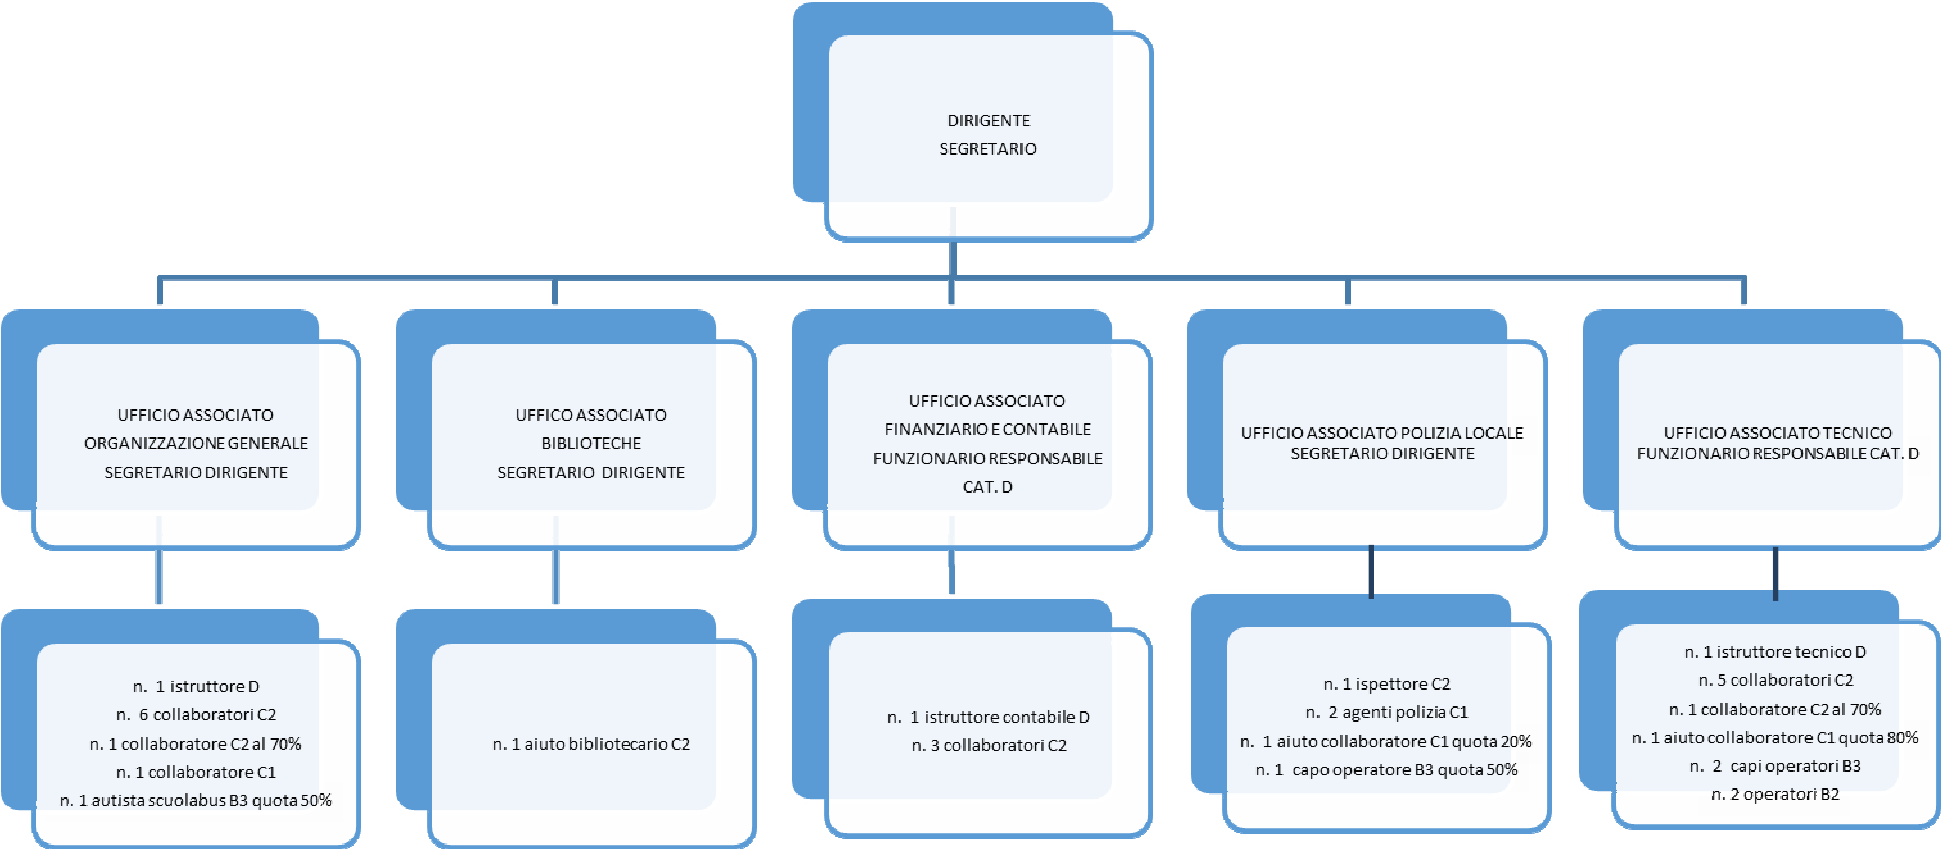 DIRIGENTE
SEGRETARIO
UFFICIO ASSOCIATO
ORGANIZZAZIONE GENERALE
SEGRETARIO DIRIGENTE
UFFICO ASSOCIATO
BIBLIOTECHE
SEGRETARIO DIRIGENTE
UFFICIO ASSOCIATO
FINANZIARIO E CONTABILE
FUNZIONARIO RESPONSABILE
CAT. D
UFFICIO ASSOCIATO POLIZIA LOCALE
SEGRETARIO DIRIGENTE
UFFICIO ASSOCIATO TECNICO
FUNZIONARIO RESPONSABILE CAT. D
n. 1 istruttore D
n. 6 collaboratori C2
n. 1 collaboratore C2 al 70%
n. 1 collaboratore C1
n. 1 autista scuolabus B3 quota 50%
n. 1 aiuto bibliotecario C2
n. 1 istruttore contabile D
n. 3 collaboratori C2
n. 1 ispettore C2
n. 2 agenti polizia C1
n. 1 aiuto collaboratore C1 quota 20%
n. 1 capo operatore B3 quota 50%
n. 1 istruttore tecnico D
n. 5 collaboratori C2
n. 1 collaboratore C2 al 70%
n. 1 aiuto collaboratore C1 quota 80%
n. 2 capi operatori B3
n. 2 operatori B2